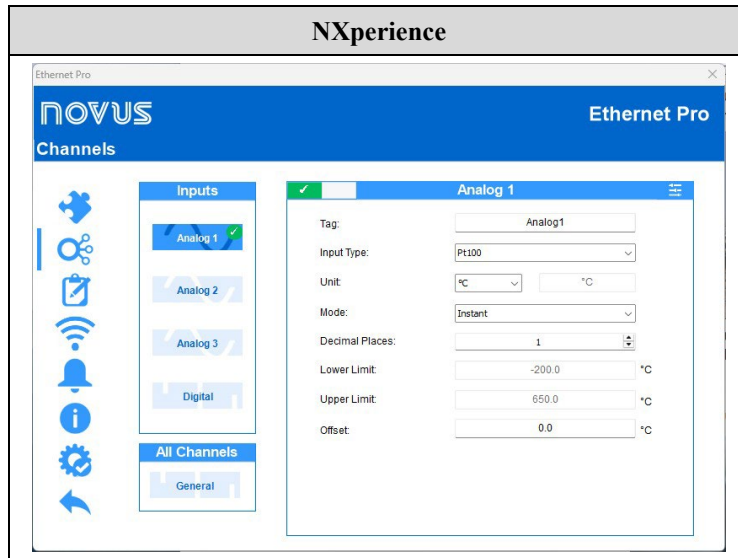 NXperience
Ethernet Pro
novus
Ethernet Pro
Channels
Inputs
Analog 1
Analog 2
Analog 3
Digital
All Channels
General
Analog 1
Tag: Analog1
Input Type: Pt100
Unit: °C °C
Mode: Instant
Decimal Places: 1
Lower Limit: -200.0 °C
Upper Limit: 650.0 °C
Offset: 0.0 °C